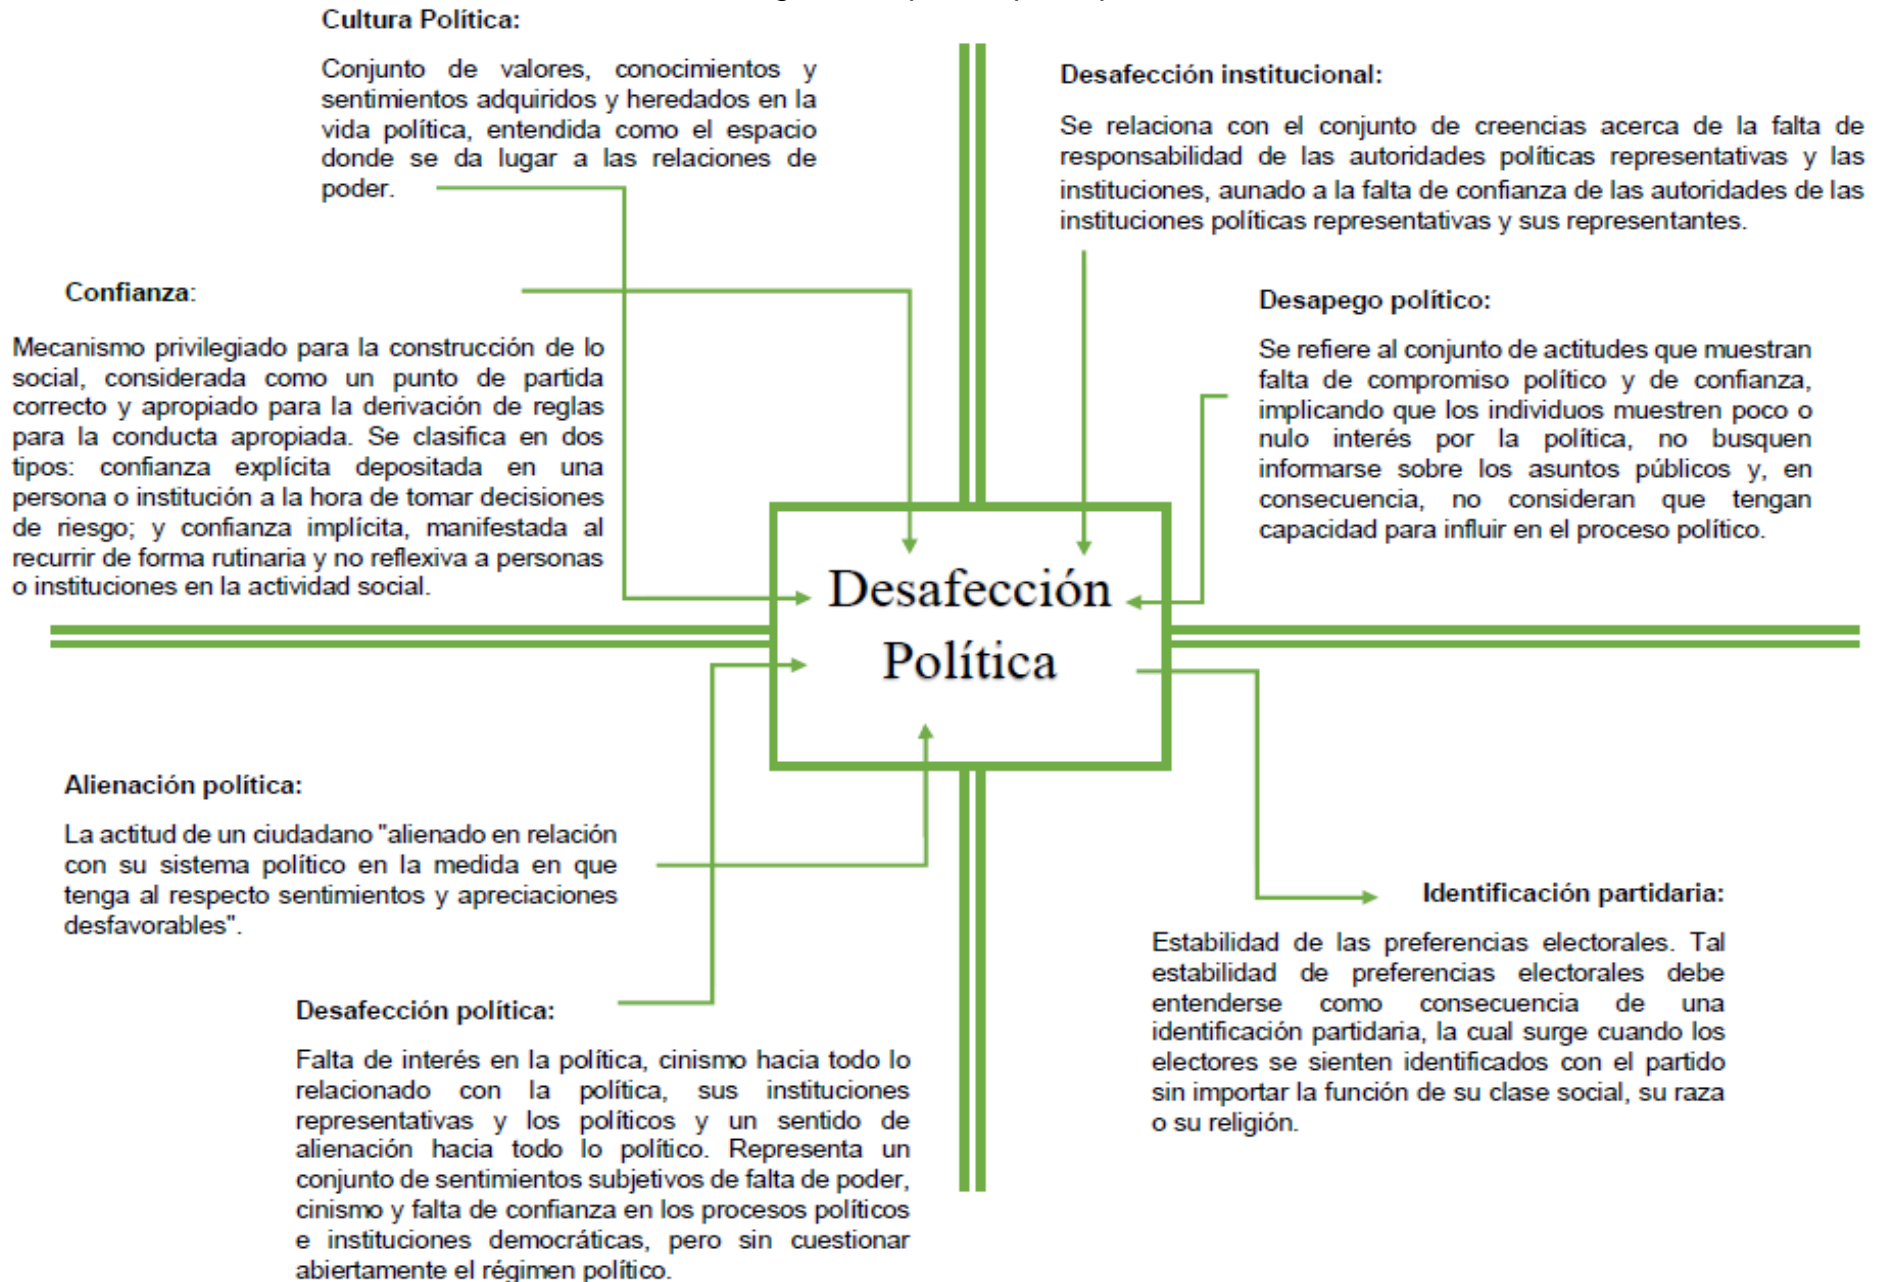 Cultura Política:
Conjunto de valores, conocimientos y
sentimientos adquiridos y heredados en la
vida política, entendida como el espacio
donde se da lugar a las relaciones de
poder.
Desafección institucional:
Se relaciona con el conjunto de creencias acerca de la falta de
responsabilidad de las autoridades políticas representativas y las
instituciones, aunado a la falta de confianza de las autoridades de las
instituciones políticas representativas y sus representantes.
Confianza:
Mecanismo privilegiado para la construcción de lo
social, considerada como un punto de partida
correcto y apropiado para la derivación de reglas
para la conducta apropiada. Se clasifica en dos
tipos: confianza explícita depositada en una
persona o institución a la hora de tomar decisiones
de riesgo; y confianza implícita, manifestada al
recurrir de forma rutinaria y no reflexiva a personas
o instituciones en la actividad social.
Desapego político:
Se refiere al conjunto de actitudes que muestran
falta de compromiso político y de confianza,
implicando que los individuos muestren poco o
nulo interés por la política, no busquen
informarse sobre los asuntos públicos y, en
consecuencia, no consideran que tengan
capacidad para influir en el proceso político.
Desafección
Política
Alienación política:
La actitud de un ciudadano "alienado en relación
con su sistema político en la medida en que
tenga al respecto sentimientos y apreciaciones
desfavorables".
Identificación partidaria:
Estabilidad de las preferencias electorales. Tal
estabilidad de preferencias electorales debe
entenderse como consecuencia de una
identificación partidaria, la cual surge cuando los
electores se sienten identificados con el partido
sin importar la función de su clase social, su raza
o su religión.
Desafección política:
Falta de interés en la política, cinismo hacia todo lo
relacionado con la política, sus instituciones
representativas y los políticos y un sentido de
alienación hacia todo lo político. Representa un
conjunto de sentimientos subjetivos de falta de poder,
cinismo y falta de confianza en los procesos políticos
e instituciones democráticas, pero sin cuestionar
abiertamente el régimen político.